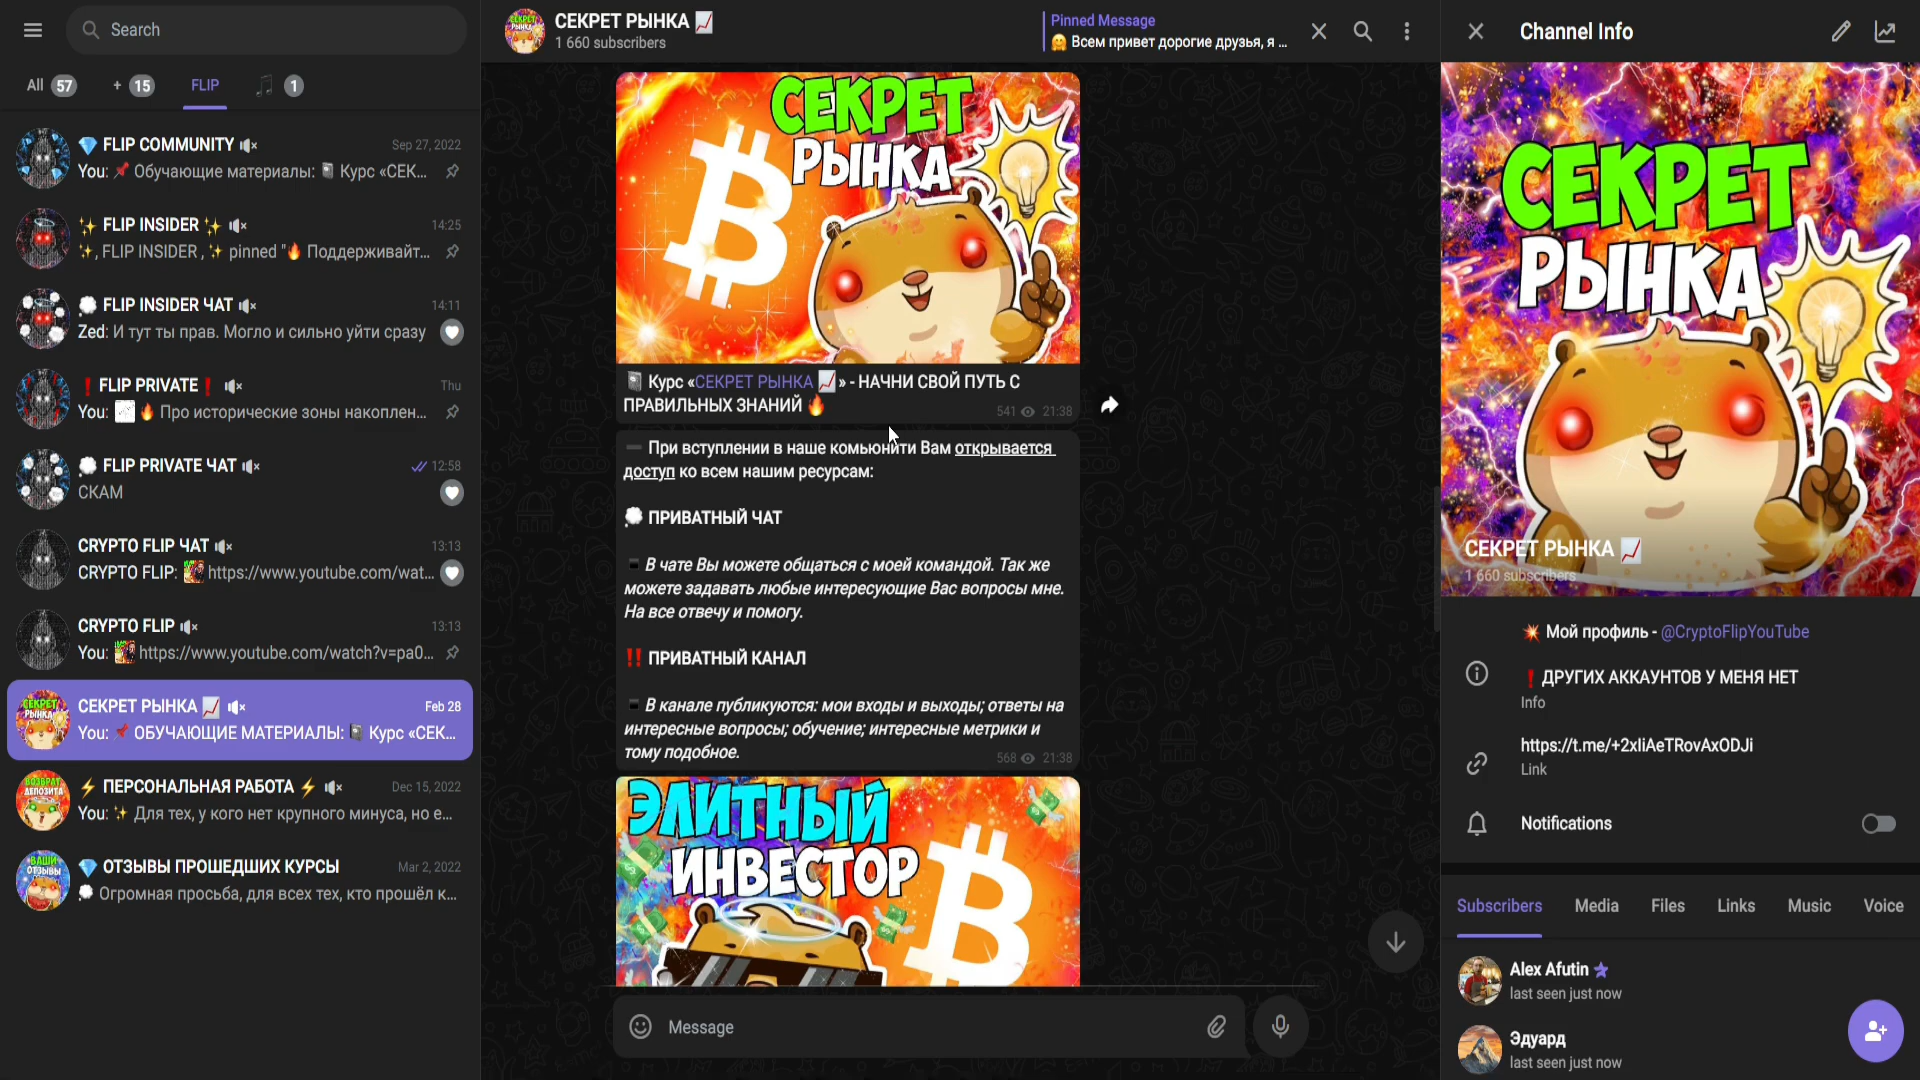 Search
All 57
+ 15
FLIP
1
💎 FLIP COMMUNITY
Sep 27, 2022
You: 📌 Обучающие материалы: 📓 Курс «СЕК...
✨ FLIP INSIDER ✨
14:25
✨, FLIP INSIDER , ✨ pinned "🔥 Поддерживайт...
💭 FLIP INSIDER ЧАТ
14:11
Zed: И тут ты прав. Могло и сильно уйти сразу
❗ FLIP PRIVATE ❗
Thu
You: 🔥 Про исторические зоны накоплен...
💭 FLIP PRIVATE ЧАТ
12:58
СКАМ
CRYPTO FLIP ЧАТ
13:13
CRYPTO FLIP: https://www.youtube.com/wat...
CRYPTO FLIP
13:13
You: https://www.youtube.com/watch?v=pa0...
СЕКРЕТ РЫНКА 📈
Feb 28
You: 📌 ОБУЧАЮЩИЕ МАТЕРИАЛЫ: 📓 Курс «СЕК...
⚡ ПЕРСОНАЛЬНАЯ РАБОТА ⚡
Dec 15, 2022
You: ✨ Для тех, у кого нет крупного минуса, но е...
💎 ОТЗЫВЫ ПРОШЕДШИХ КУРСЫ
Mar 2, 2022
💭 Огромная просьба, для всех тех, кто прошёл к...
СЕКРЕТ
РЫНКА
ВОЗВРАТ
ДЕПОЗИТА
ВАШИ
ОТЗЫВЫ
СЕКРЕТ РЫНКА 📈
1 660 subscribers
Pinned Message
🤗 Всем привет дорогие друзья, я ...
СЕКРЕТ
РЫНКА
📓 Курс «СЕКРЕТ РЫНКА 📈» - НАЧНИ СВОЙ ПУТЬ С
ПРАВИЛЬНЫХ ЗНАНИЙ 🔥
541 21:38
➖ При вступлении в наше комьюнити Вам открывается
доступ ко всем нашим ресурсам:
💭 ПРИВАТНЫЙ ЧАТ
▪ В чате Вы можете общаться с моей командой. Так же
можете задавать любые интересующие Вас вопросы мне.
На все отвечу и помогу.
‼ ПРИВАТНЫЙ КАНАЛ
▪ В канале публикуются: мои входы и выходы; ответы на
интересные вопросы; обучение; интересные метрики и
тому подобное.
568 21:38
ЭЛИТНЫЙ
ИНВЕСТОР
Message
Channel Info
СЕКРЕТ
РЫНКА
СЕКРЕТ РЫНКА 📈
1 660 subscribers
💥 Мой профиль - @CryptoFlipYouTube
❗ДРУГИХ АККАУНТОВ У МЕНЯ НЕТ
Info
https://t.me/+2xliAeTRovAxODJi
Link
Notifications
Subscribers
Media
Files
Links
Music
Voice
Alex Afutin
last seen just now
Эдуард
last seen just now